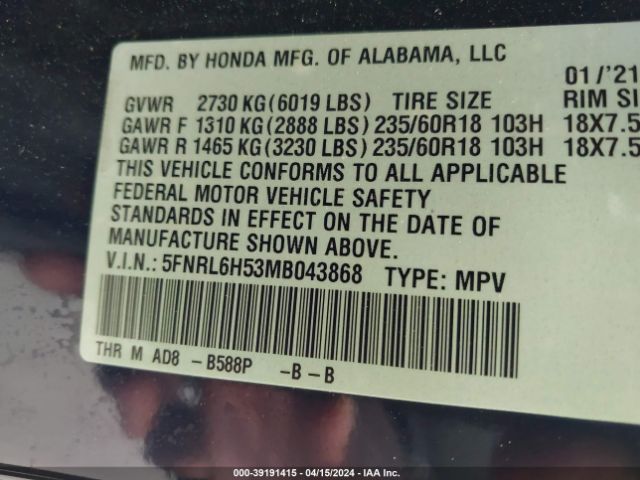 MFD. BY HONDA MFG. OF ALABAMA, LLC
01/'21
GVWR 2730 KG(6019 LBS) TIRE SIZE RIM SI
GAWR F 1310 KG(2888 LBS) 235/60R18 103H 18X7.5
GAWR R 1465 KG(3230 LBS) 235/60R18 103H 18X7.5
THIS VEHICLE CONFORMS TO ALL APPLICABLE
FEDERAL MOTOR VEHICLE SAFETY
STANDARDS IN EFFECT ON THE DATE OF
MANUFACTURE SHOWN ABOVE.
V.I.N.: 5FNRL6H53MB043868 TYPE: MPV
THR M AD8 -B588P -B-B
000-39191415 - 04/15/2024 - IAA Inc.